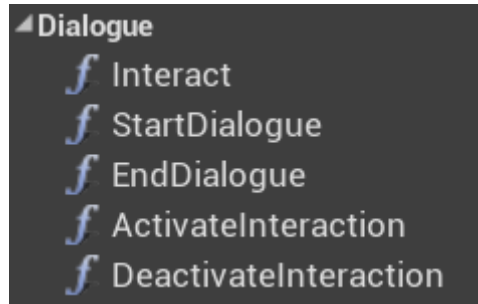 Dialogue
Interact
StartDialogue
EndDialogue
ActivateInteraction
DeactivateInteraction